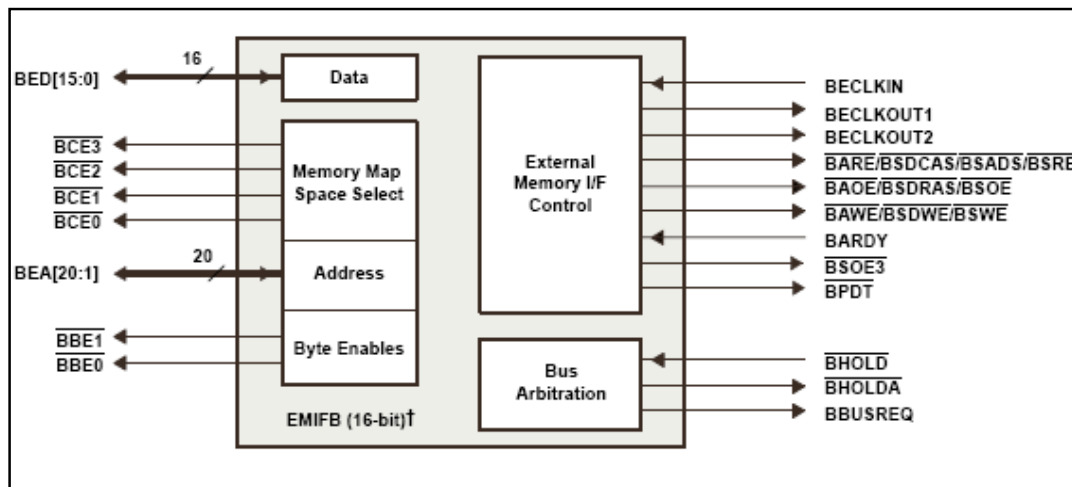 16
BED[15:0]
Data
BCE3
BCE2
BCE1
BCE0
Memory Map
Space Select
20
BEA[20:1]
Address
BBE1
BBE0
Byte Enables
EMIFB (16-bit)†
External
Memory I/F
Control
BECLKIN
BECLKOUT1
BECLKOUT2
BARE/BSDCAS/BSADS/BSRE
BAOE/BSDRAS/BSOE
BAWE/BSDWE/BSWE
BARDY
BSOE3
BPDT
Bus
Arbitration
BHOLD
BHOLDA
BBUSREQ